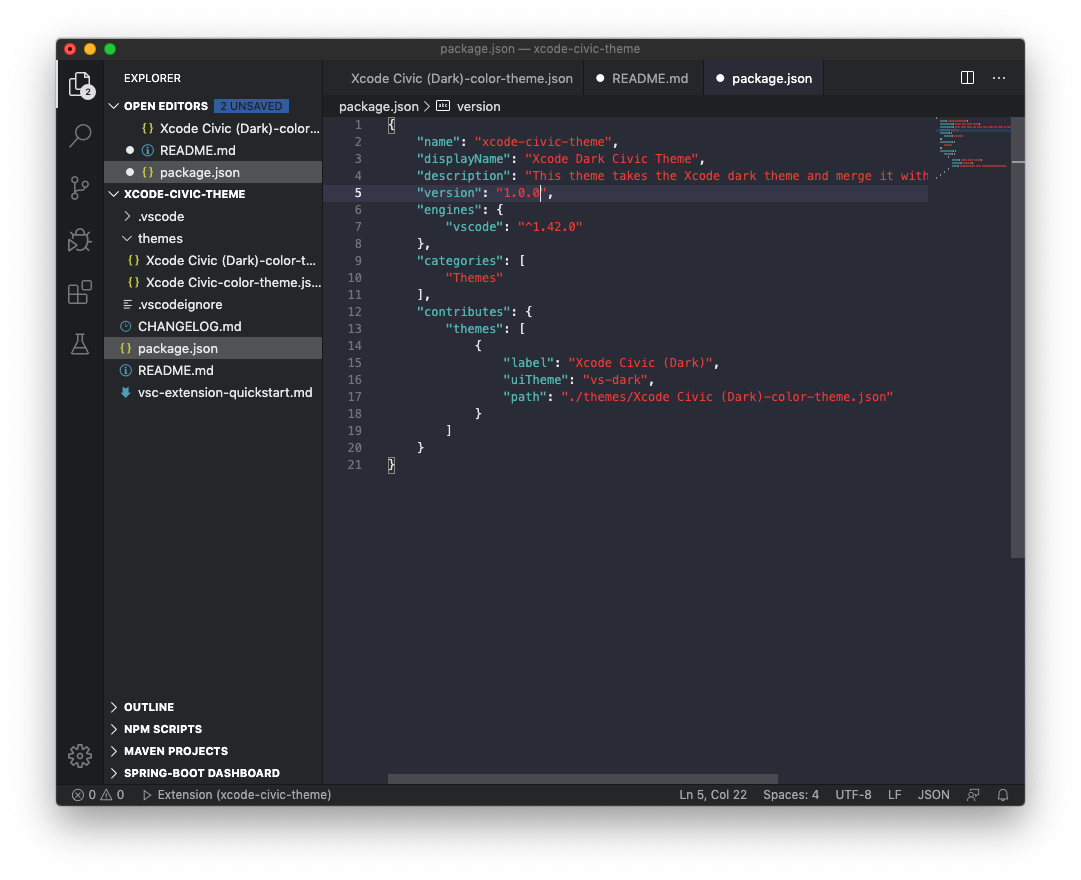 package.json — xcode-civic-theme
EXPLORER
OPEN EDITORS 2 UNSAVED
{} Xcode Civic (Dark)-color...
README.md
{} package.json
XCODE-CIVIC-THEME
.vscode
themes
{} Xcode Civic (Dark)-color-t...
{} Xcode Civic-color-theme.js...
.vscodeignore
CHANGELOG.md
{} package.json
README.md
vsc-extension-quickstart.md
OUTLINE
NPM SCRIPTS
MAVEN PROJECTS
SPRING-BOOT DASHBOARD
2
Xcode Civic (Dark)-color-theme.json README.md package.json ...
package.json > abc version
1 {
2 "name": "xcode-civic-theme",
3 "displayName": "Xcode Dark Civic Theme",
4 "description": "This theme takes the Xcode dark theme and merge it with
5 "version": "1.0.0",
6 "engines": {
7 "vscode": "^1.42.0"
8 },
9 "categories": [
10 "Themes"
11 ],
12 "contributes": {
13 "themes": [
14 {
15 "label": "Xcode Civic (Dark)",
16 "uiTheme": "vs-dark",
17 "path": "./themes/Xcode Civic (Dark)-color-theme.json"
18 }
19 ]
20 }
21 }
0 0 Extension (xcode-civic-theme) Ln 5, Col 22 Spaces: 4 UTF-8 LF JSON